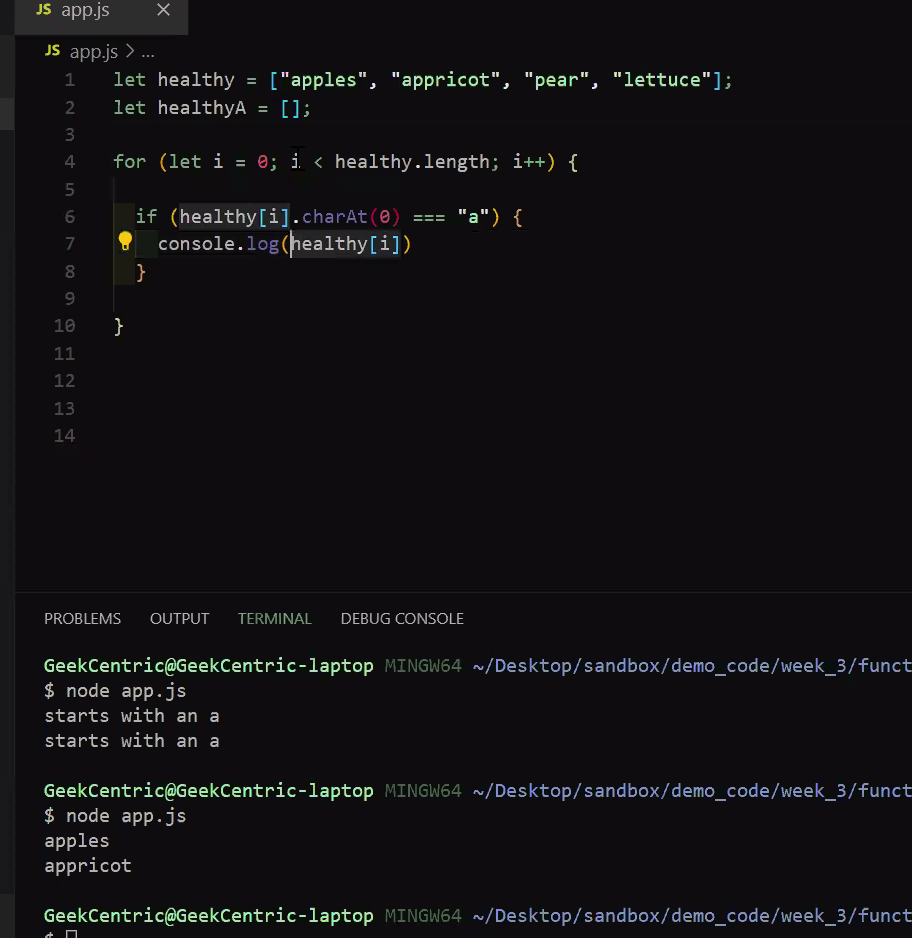 JS app.js ×
JS app.js > ...
1 let healthy = ["apples", "appricot", "pear", "lettuce"];
2 let healthyA = [];
3
4 for (let i = 0; i < healthy.length; i++) {
5
6 if (healthy[i].charAt(0) === "a") {
7 console.log(healthy[i])
8 }
9
10 }
11
12
13
14
PROBLEMS OUTPUT TERMINAL DEBUG CONSOLE
GeekCentric@GeekCentric-laptop MINGW64 ~/Desktop/sandbox/demo_code/week_3/funct
$ node app.js
starts with an a
starts with an a
GeekCentric@GeekCentric-laptop MINGW64 ~/Desktop/sandbox/demo_code/week_3/funct
$ node app.js
apples
appricot
GeekCentric@GeekCentric-laptop MINGW64 ~/Desktop/sandbox/demo_code/week_3/funct
$